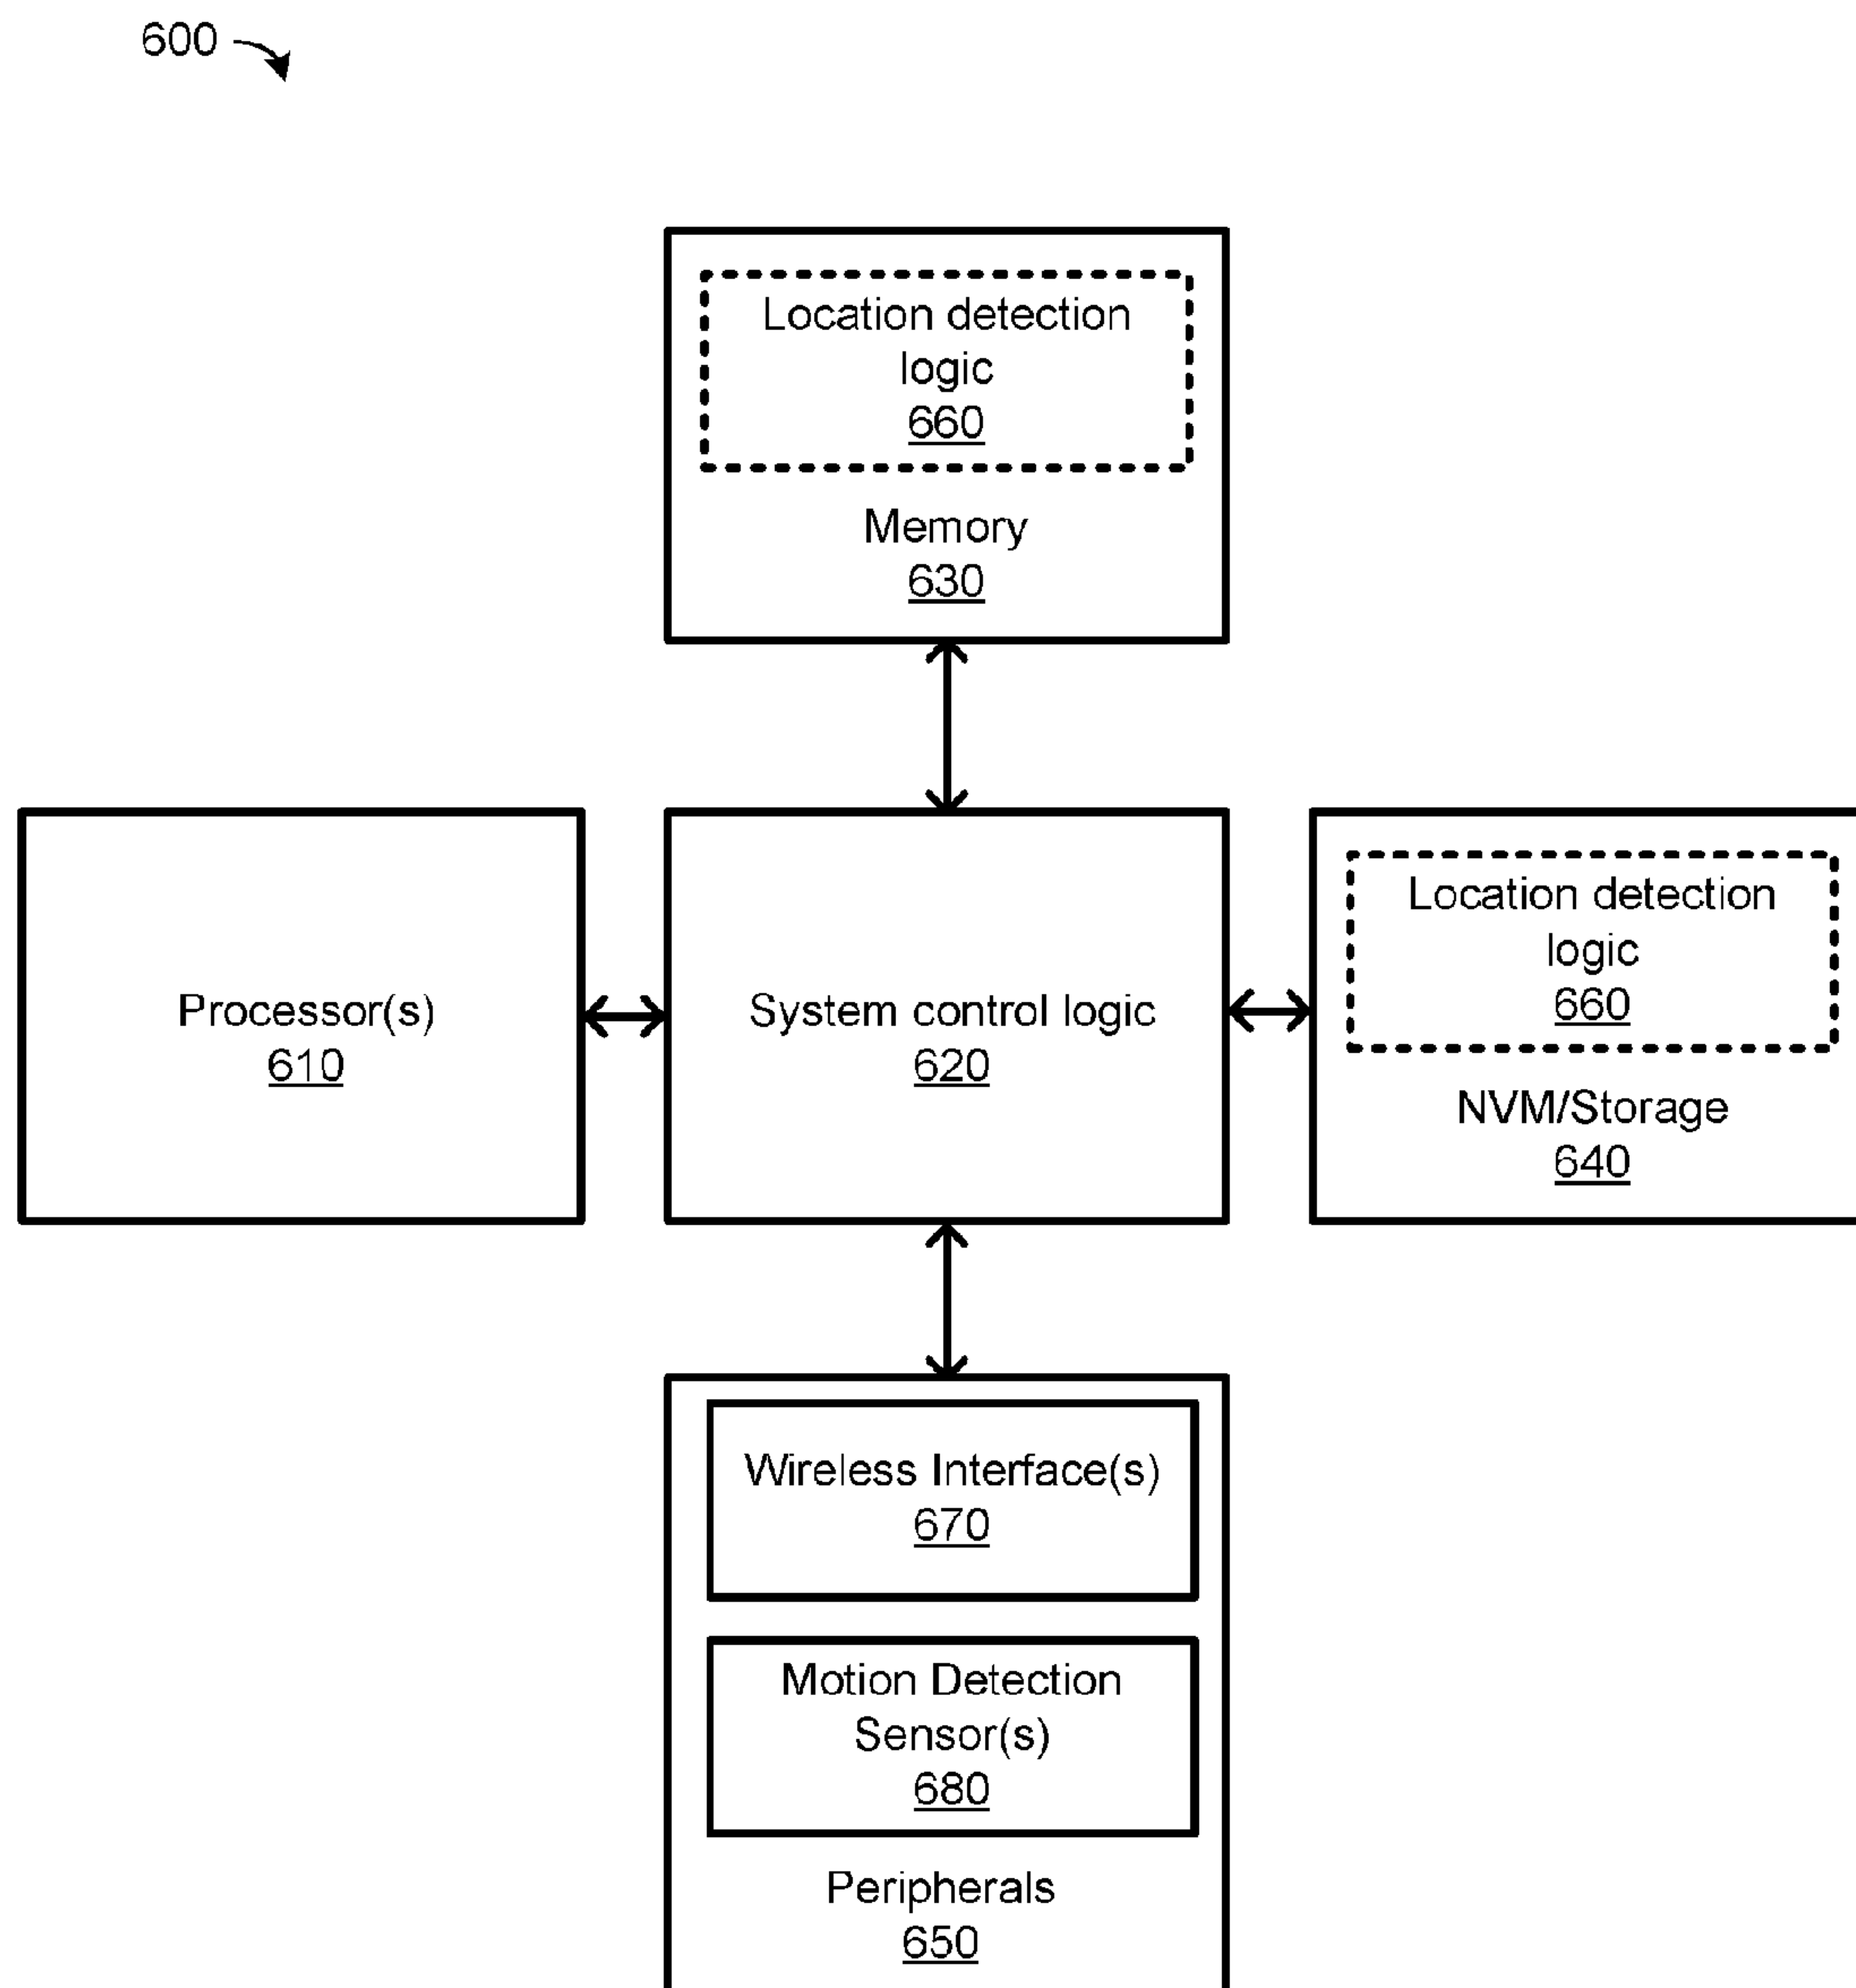 600
Location detection
logic
660
Memory
630
Processor(s)
610
System control logic
620
Location detection
logic
660
NVM/Storage
640
Wireless Interface(s)
670
Motion Detection
Sensor(s)
680
Peripherals
650